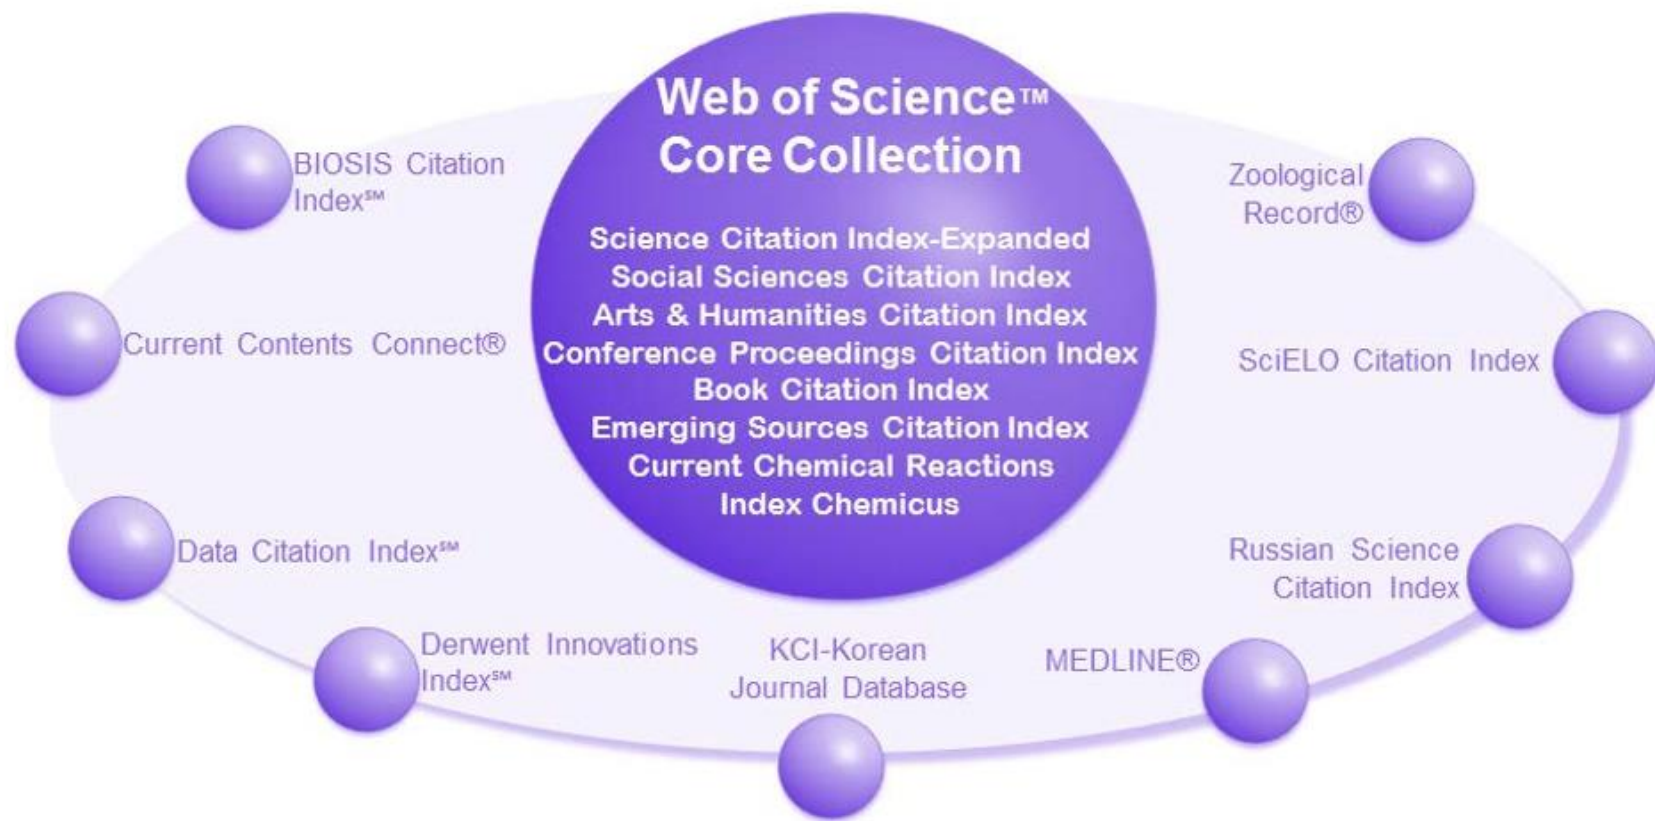 Web of Science™
Core Collection
Science Citation Index-Expanded
Social Sciences Citation Index
Arts & Humanities Citation Index
Conference Proceedings Citation Index
Book Citation Index
Emerging Sources Citation Index
Current Chemical Reactions
Index Chemicus
BIOSIS Citation
Index℠
Current Contents Connect®
Data Citation Index℠
Derwent Innovations
Index℠
KCI-Korean
Journal Database
MEDLINE®
Russian Science
Citation Index
SciELO Citation Index
Zoological
Record®